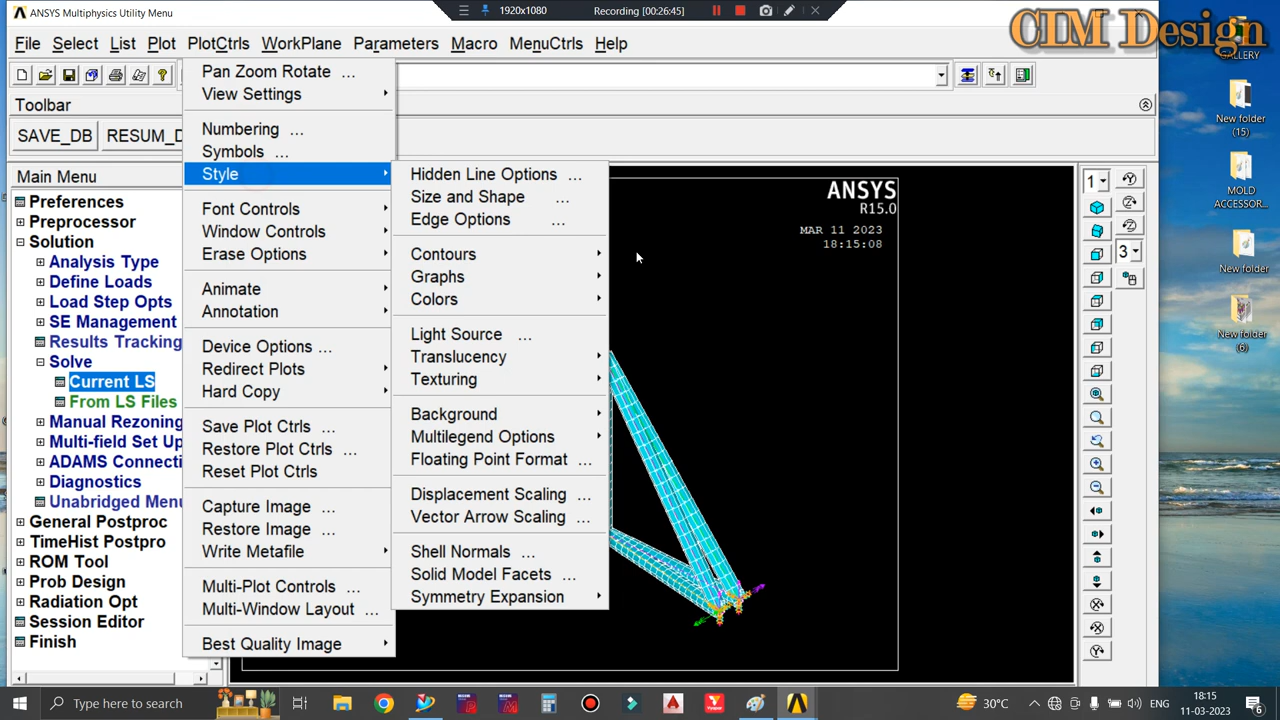 ANSYS Multiphysics Utility Menu
1920x1080
Recording [00:26:45]
CIM Design
File Select List Plot PlotCtrls WorkPlane Parameters Macro MenuCtrls Help
GALLERY
Toolbar
SAVE_DB RESUM_D
Main Menu
Preferences
Preprocessor
Solution
Analysis Type
Define Loads
Load Step Opts
SE Management
Results Tracking
Solve
Current LS
From LS Files
Manual Rezoning
Multi-field Set Up
ADAMS Connecti
Diagnostics
Unabridged Menu
General Postproc
TimeHist Postpro
ROM Tool
Prob Design
Radiation Opt
Session Editor
Finish
Pan Zoom Rotate ...
View Settings
Numbering ...
Symbols ...
Style
Font Controls
Window Controls
Erase Options
Animate
Annotation
Device Options ...
Redirect Plots
Hard Copy
Save Plot Ctrls ...
Restore Plot Ctrls ...
Reset Plot Ctrls
Capture Image ...
Restore Image ...
Write Metafile
Multi-Plot Controls ...
Multi-Window Layout ...
Best Quality Image
Hidden Line Options ...
Size and Shape ...
Edge Options ...
Contours
Graphs
Colors
Light Source ...
Translucency
Texturing
Background
Multilegend Options
Floating Point Format ...
Displacement Scaling ...
Vector Arrow Scaling ...
Shell Normals ...
Solid Model Facets ...
Symmetry Expansion
ANSYS
R15.0
MAR 11 2023
18:15:08
1
3
New folder
(15)
MOLD
ACCESSOR...
New folder
New folder
(6)
Type here to search
30°C
ENG
18:15
11-03-2023
6